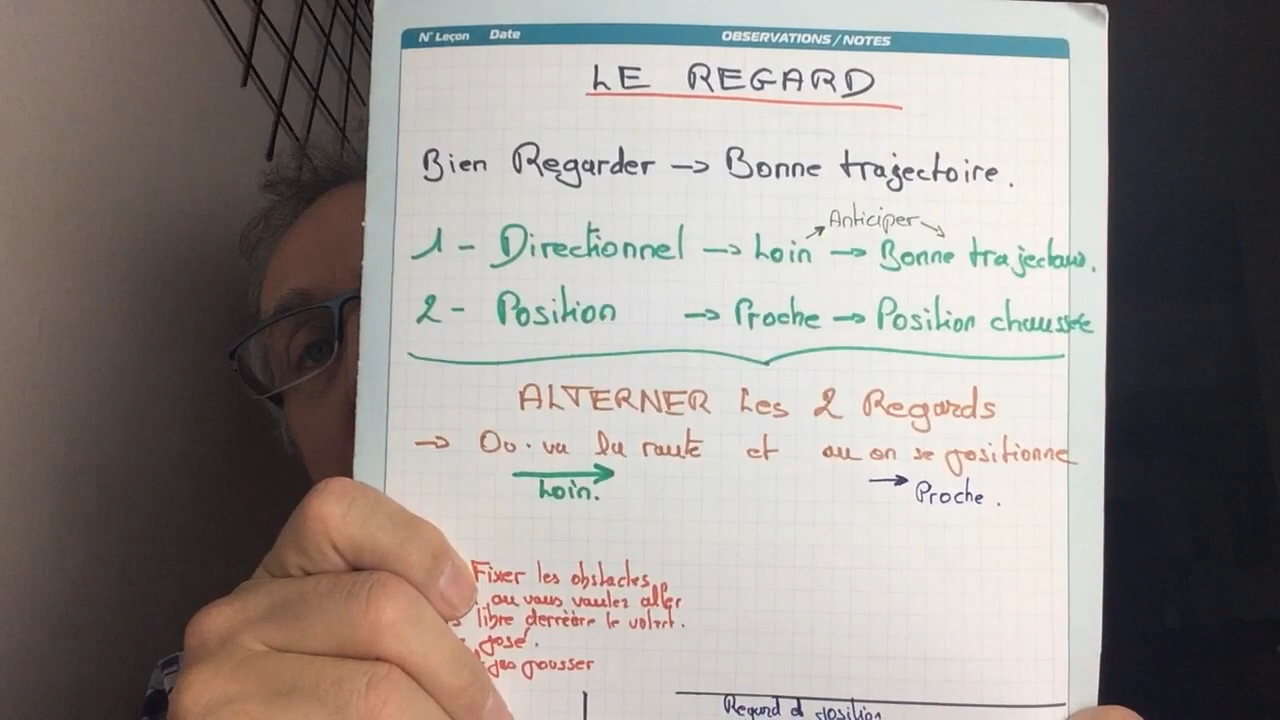 N° Leçon Date OBSERVATIONS / NOTES
LE REGARD
Bien Regarder → Bonne trajectoire.
Anticiper
1 - Directionnel → Loin → Bonne trajectoire.
2 - Position → Proche → Position chaussée
ALTERNER Les 2 Regards
→ Où va la route et où on se positionne
Loin. → Proche.
Fixer les obstacles
où vous voulez aller
libre derrière le volant.
posé.
pousser
Regard de position